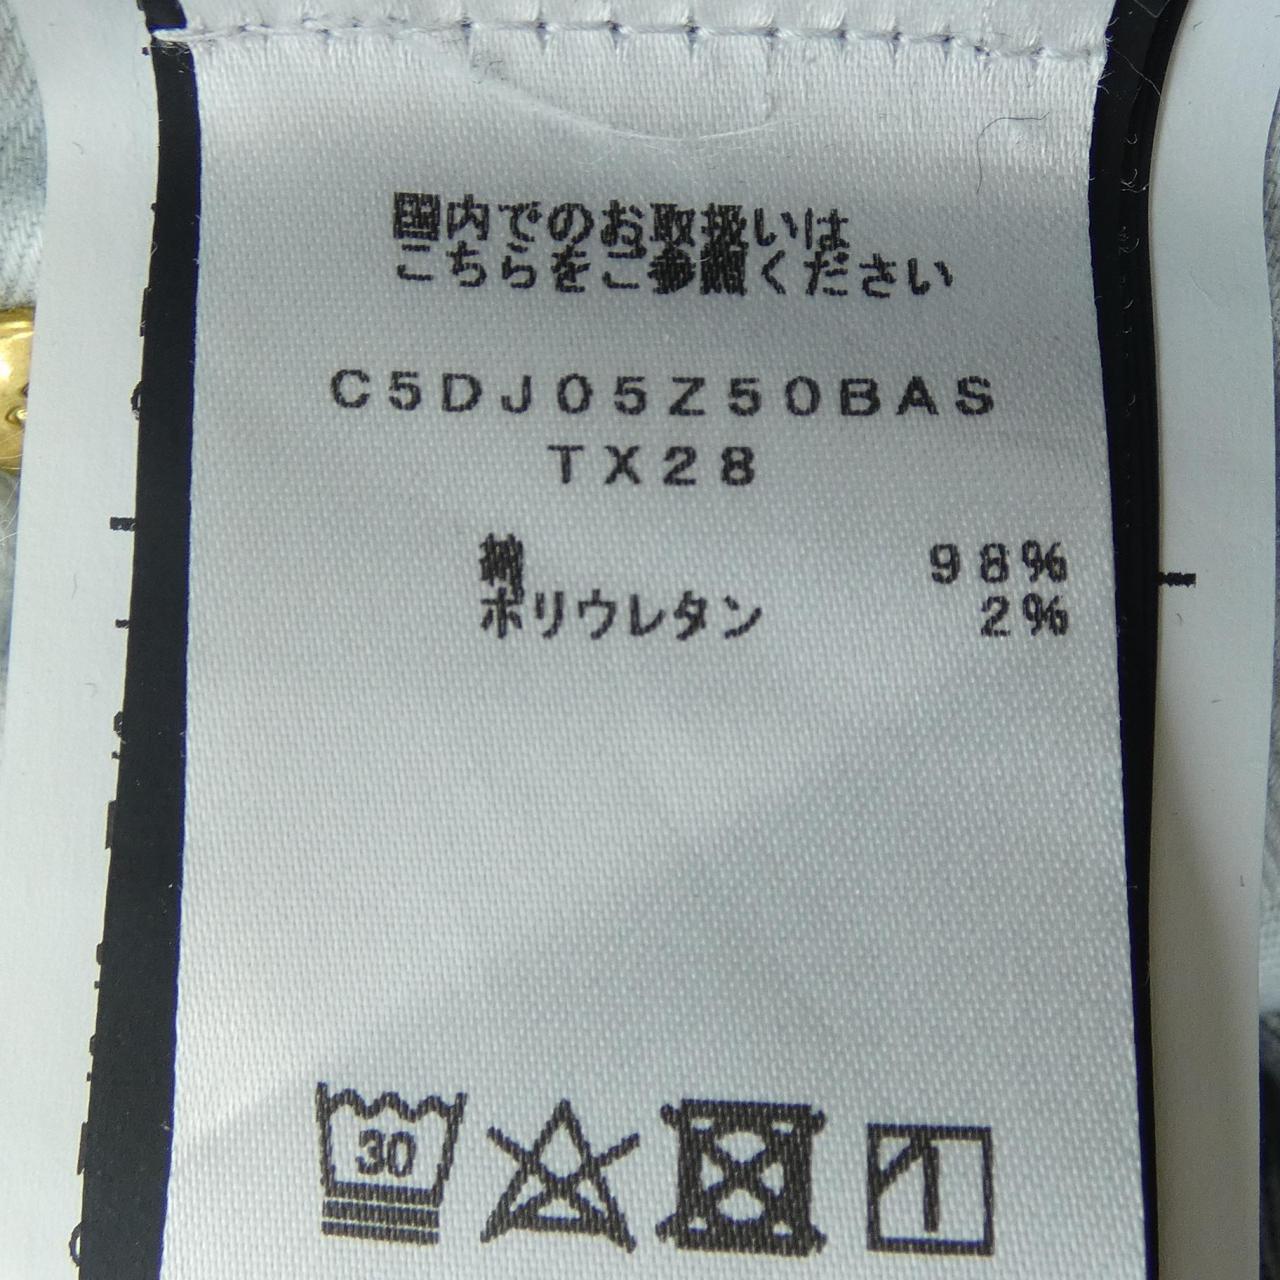 国内でのお取扱いは
こちらをご参照ください
C5DJ05Z50BAS
TX28
綿 98%
ポリウレタン 2%
30